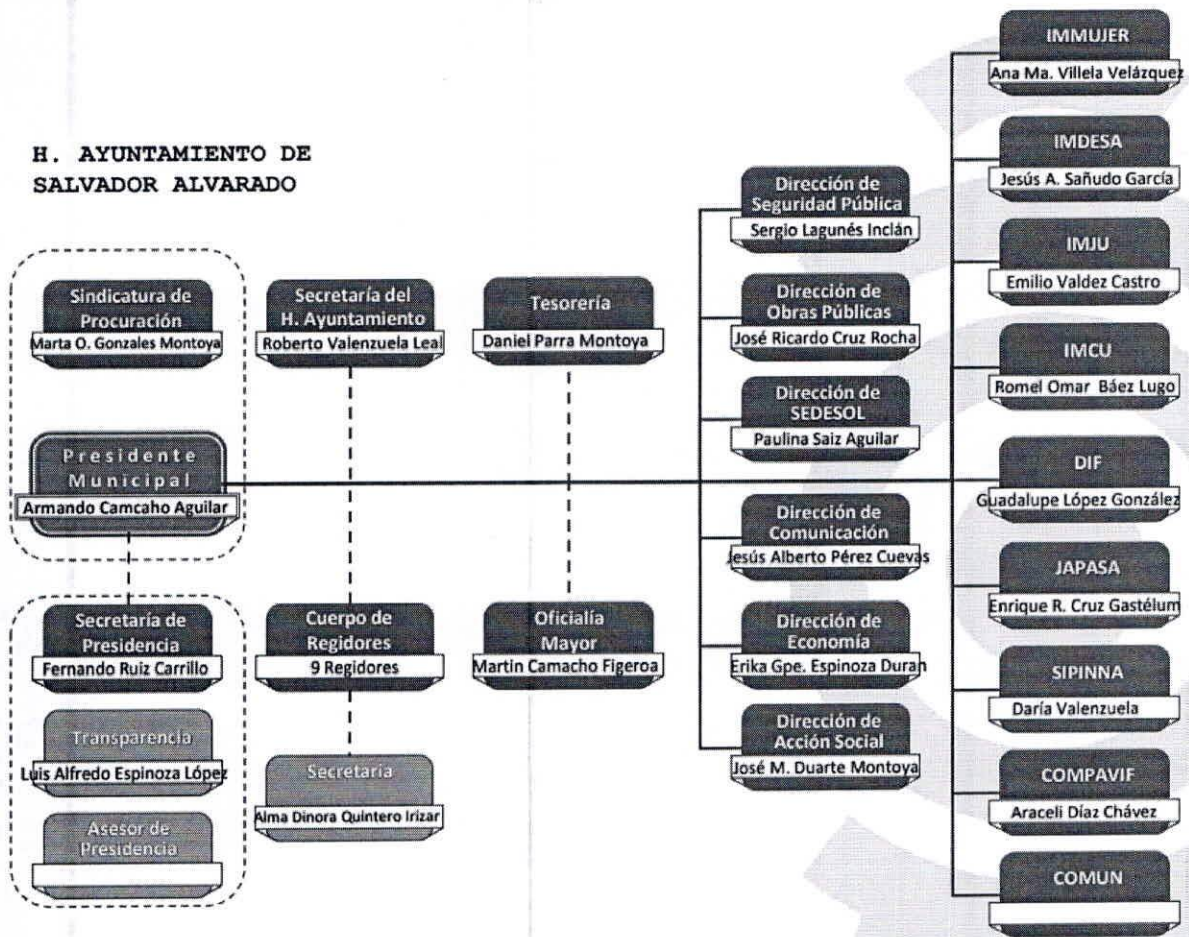 H. AYUNTAMIENTO DE
SALVADOR ALVARADO
Sindicatura de
Procuración
Marta O. Gonzales Montoya
Presidente
Municipal
Armando Camcaho Aguilar
Secretaría de
Presidencia
Fernando Ruiz Carrillo
Transparencia
Luis Alfredo Espinoza López
Asesor de
Presidencia
Secretaría del
H. Ayuntamiento
Roberto Valenzuela Leal
Cuerpo de
Regidores
9 Regidores
Secretaria
Alma Dinora Quintero Irizar
Tesorería
Daniel Parra Montoya
Oficialía
Mayor
Martin Camacho Figeroa
Dirección de
Seguridad Pública
Sergio Lagunés Inclán
Dirección de
Obras Públicas
José Ricardo Cruz Rocha
Dirección de
SEDESOL
Paulina Saiz Aguilar
Dirección de
Comunicación
Jesús Alberto Pérez Cuevas
Dirección de
Economía
Erika Gpe. Espinoza Duran
Dirección de
Acción Social
José M. Duarte Montoya
IMMUJER
Ana Ma. Villela Velázquez
IMDESA
Jesús A. Sañudo García
IMJU
Emilio Valdez Castro
IMCU
Romel Omar Báez Lugo
DIF
Guadalupe López González
JAPASA
Enrique R. Cruz Gastélum
SIPINNA
Daría Valenzuela
COMPAVIF
Araceli Díaz Chávez
COMUN